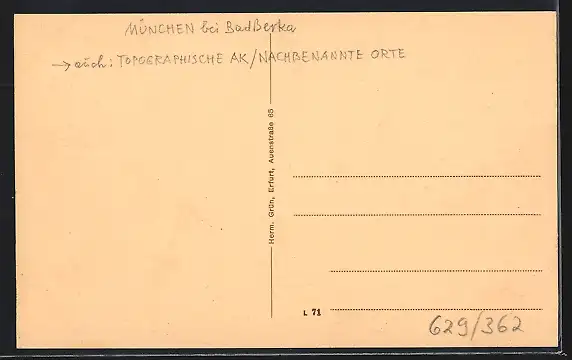 MÜNCHEN bei Bad Berka
→ auch: TOPOGRAPHISCHE AK/NACHBENANNTE ORTE
Herm. Grün, Erfurt, Auenstraße 65
L 71
629/362